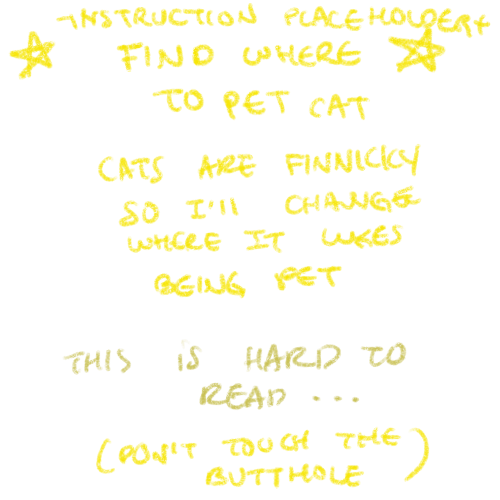 INSTRUCTION PLACEHOLDER
FIND WHERE
TO PET CAT
CATS ARE FINNICKY
SO I'll CHANGE
WHERE IT LIKES
BEING PET
THIS IS HARD TO
READ ...
(DON'T TOUCH THE
BUTTHOLE)